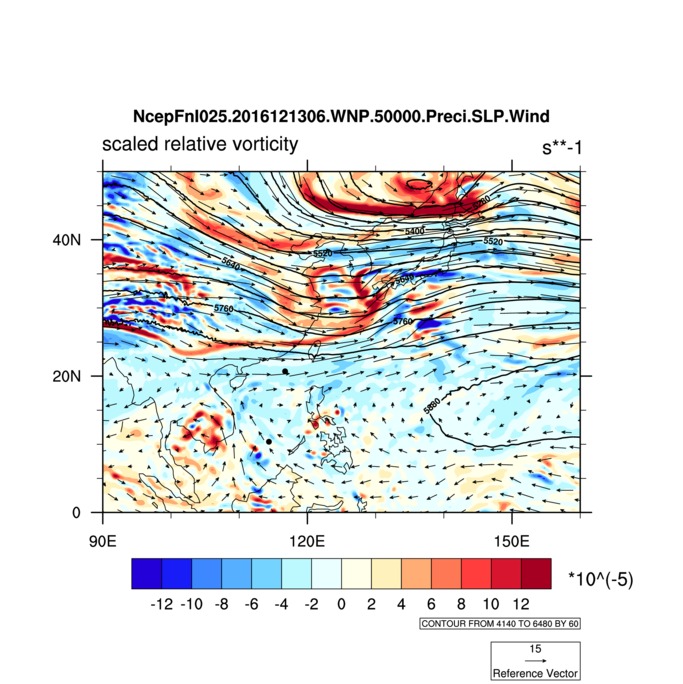 NcepFnl025.2016121306.WNP.50000.Preci.SLP.Wind
scaled relative vorticity
s**-1
5400
5520
5520
40N
5640
5640
5760
5760
20N
5880
0
90E
120E
150E
-12 -10 -8 -6 -4 -2 0 2 4 6 8 10 12
*10^(-5)
CONTOUR FROM 4140 TO 6480 BY 60
15
Reference Vector